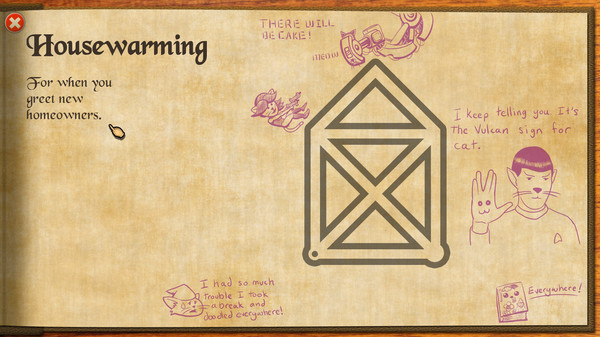 THERE WILL
BE CAKE!
MEOW
Housewarming
For when you
greet new
homeowners.
I keep telling you It's
The Vulcan sign for
cat.
I had so much
trouble I took
a break and
dooded everywhere!
Everywhere!